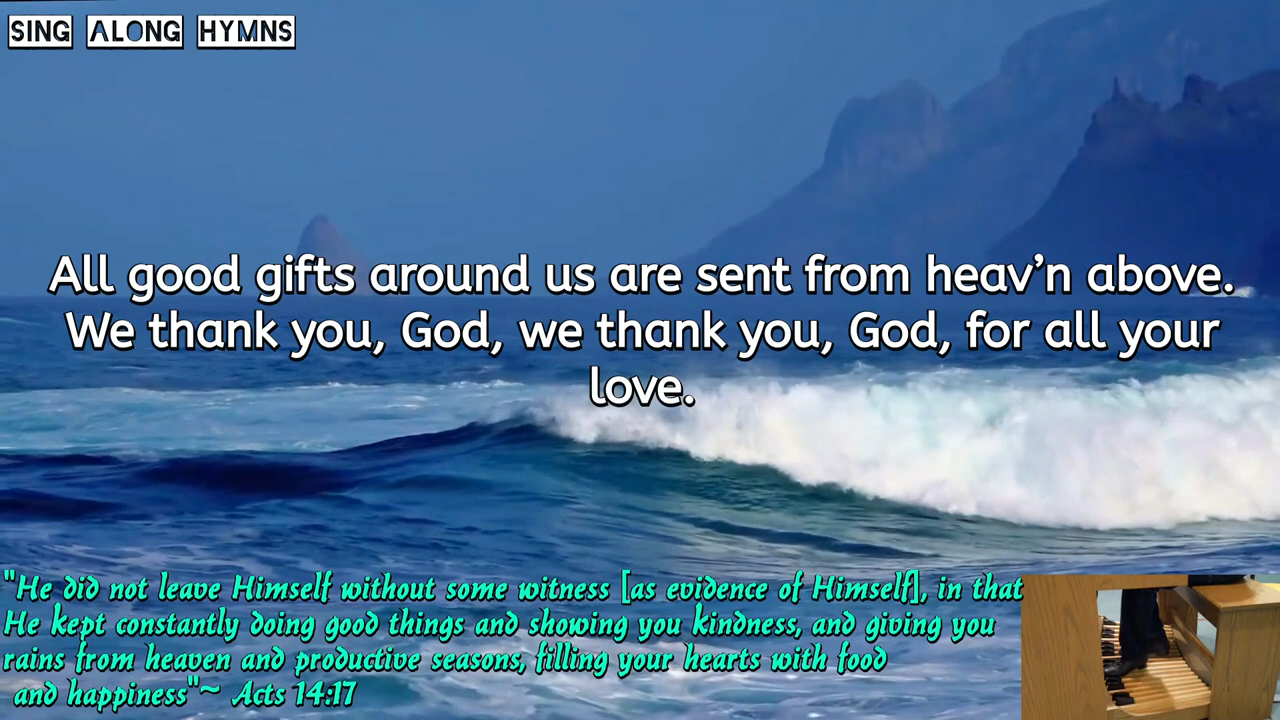 SING ALONG HYMNS
All good gifts around us are sent from heav’n above.
We thank you, God, we thank you, God, for all your
love.
"He did not leave Himself without some witness [as evidence of Himself], in that
He kept constantly doing good things and showing you kindness, and giving you
rains from heaven and productive seasons, filling your hearts with food
and happiness"~ Acts 14:17